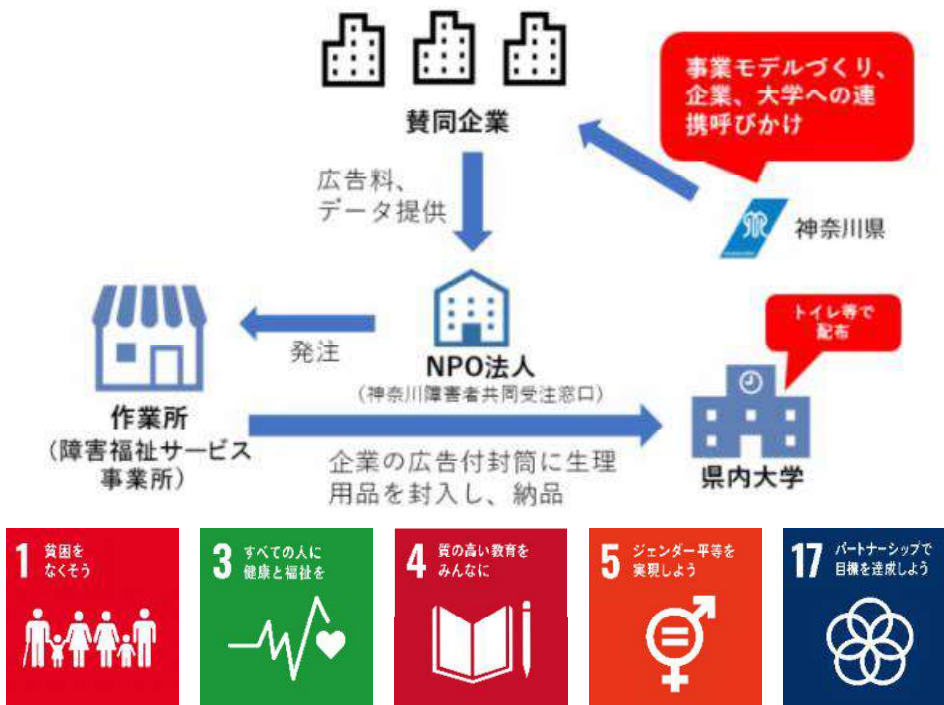 賛同企業
事業モデルづくり、
企業、大学への連
携呼びかけ
神奈川県
広告料、
データ提供
発注
NPO法人
（神奈川障害者共同受注窓口）
トイレ等で
配布
作業所
（障害福祉サービス
事業所）
企業の広告付封筒に生理
用品を封入し、納品
県内大学
1 貧困を
なくそう
3 すべての人に
健康と福祉を
4 質の高い教育を
みんなに
5 ジェンダー平等を
実現しよう
17 パートナーシップで
目標を達成しよう